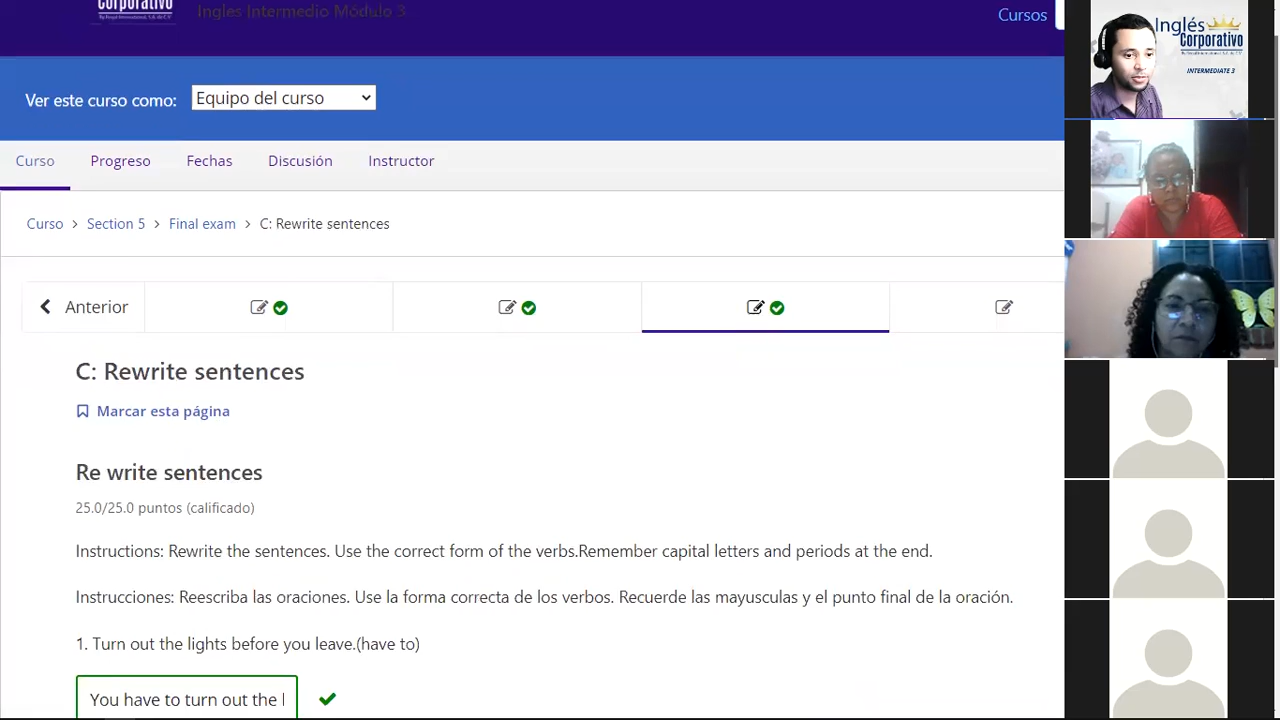 CORPORATIVO
Ingles Intermedio Módulo 3
Cursos
Inglés
Corporativo
INTERMEDIATE 3
Ver este curso como:
Equipo del curso
Curso
Progreso
Fechas
Discusión
Instructor
Curso > Section 5 > Final exam > C: Rewrite sentences
Anterior
C: Rewrite sentences
Marcar esta página
Re write sentences
25.0/25.0 puntos (calificado)
Instructions: Rewrite the sentences. Use the correct form of the verbs.Remember capital letters and periods at the end.
Instrucciones: Reescriba las oraciones. Use la forma correcta de los verbos. Recuerde las mayusculas y el punto final de la oración.
1. Turn out the lights before you leave.(have to)
You have to turn out the l